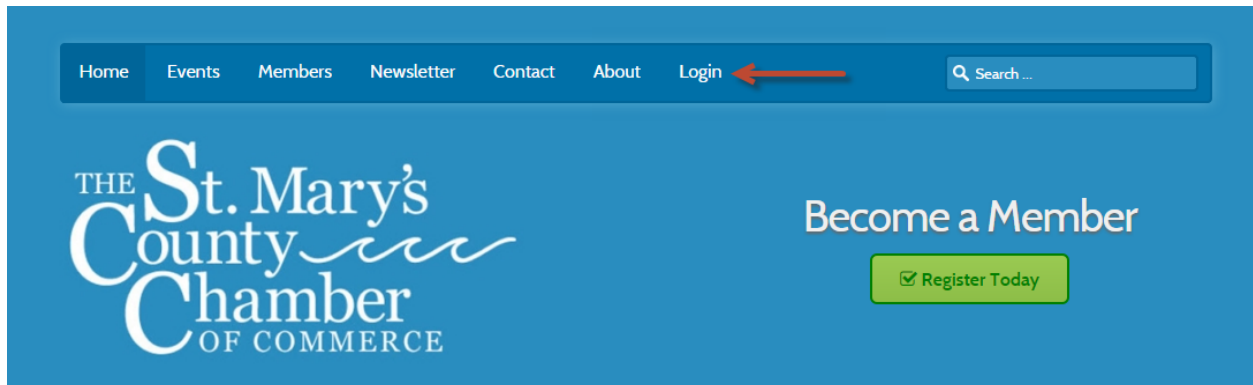 Home Events Members Newsletter Contact About Login Search ...
THE St. Mary's
County
Chamber
OF COMMERCE
Become a Member
Register Today